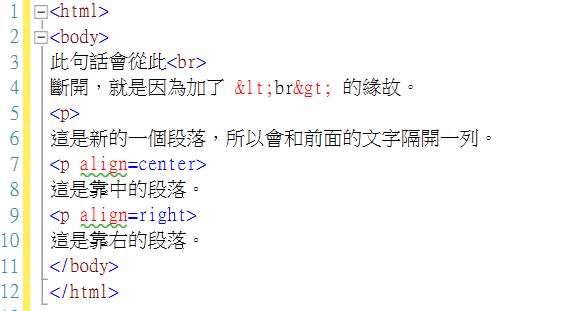 1 <html>
2 <body>
3 此句話會從此<br>
4 斷開，就是因為加了 &lt;br&gt; 的緣故。
5 <p>
6 這是新的一個段落，所以會和前面的文字隔開一列。
7 <p align=center>
8 這是靠中的段落。
9 <p align=right>
10 這是靠右的段落。
11 </body>
12 </html>